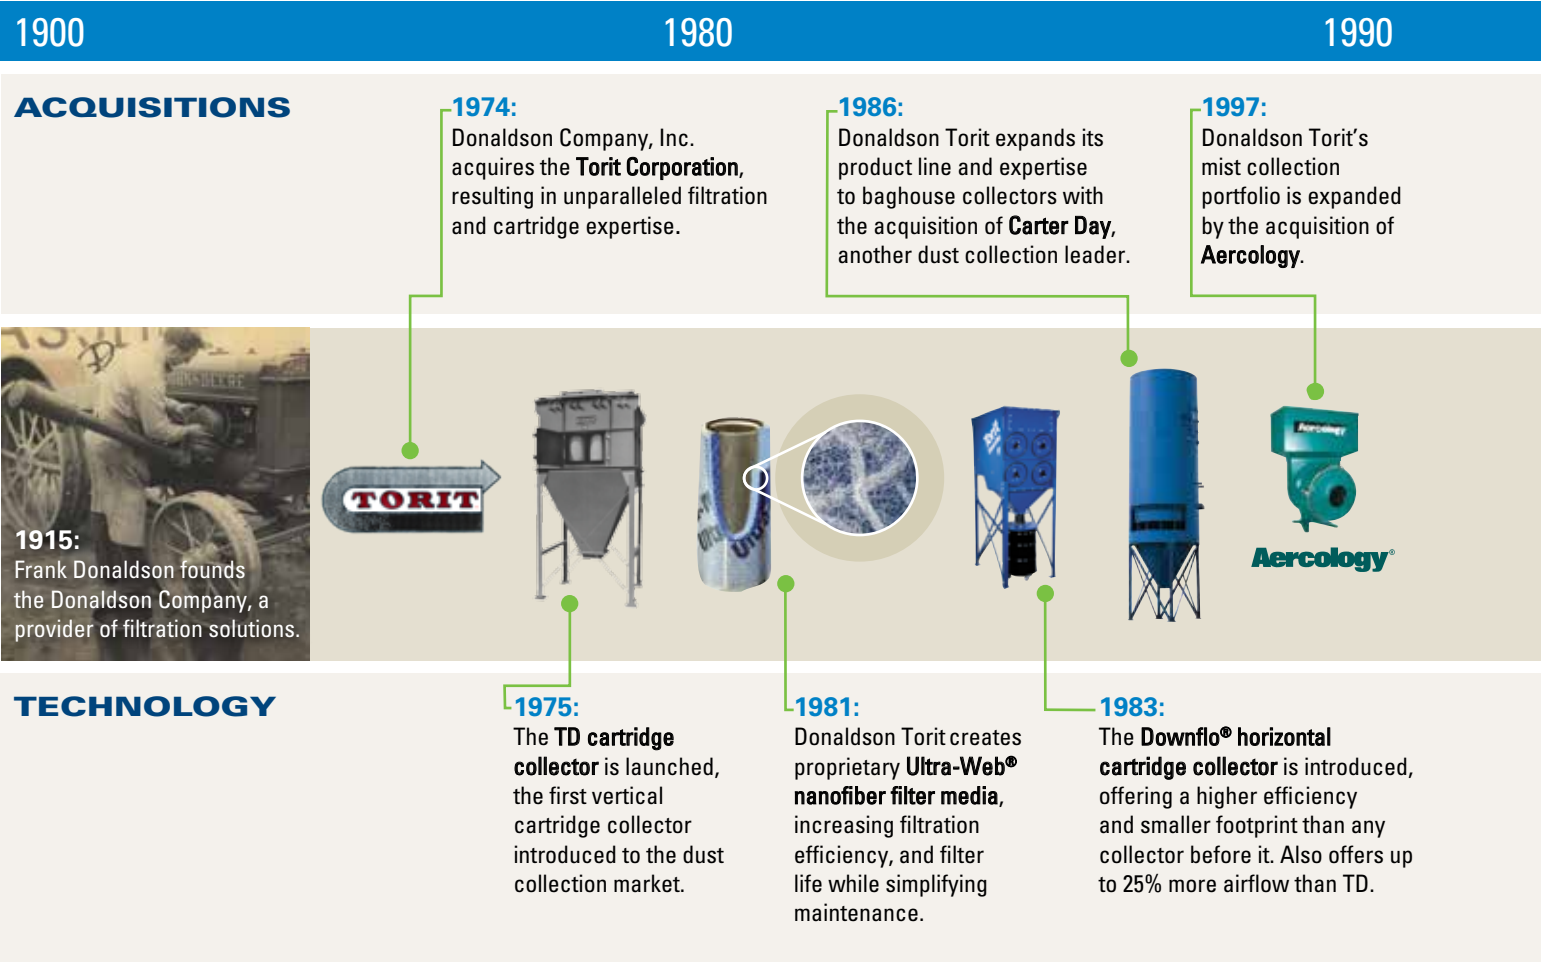 1900
1980
1990
ACQUISITIONS
1974:
Donaldson Company, Inc.
acquires the Torit Corporation,
resulting in unparalleled filtration
and cartridge expertise.
1986:
Donaldson Torit expands its
product line and expertise
to baghouse collectors with
the acquisition of Carter Day,
another dust collection leader.
1997:
Donaldson Torit’s
mist collection
portfolio is expanded
by the acquisition of
Aercology.
1915:
Frank Donaldson founds
the Donaldson Company, a
provider of filtration solutions.
TORIT
Aercology
Aercology®
TECHNOLOGY
1975:
The TD cartridge
collector is launched,
the first vertical
cartridge collector
introduced to the dust
collection market.
1981:
Donaldson Torit creates
proprietary Ultra-Web®
nanofiber filter media,
increasing filtration
efficiency, and filter
life while simplifying
maintenance.
1983:
The Downflo® horizontal
cartridge collector is introduced,
offering a higher efficiency
and smaller footprint than any
collector before it. Also offers up
to 25% more airflow than TD.